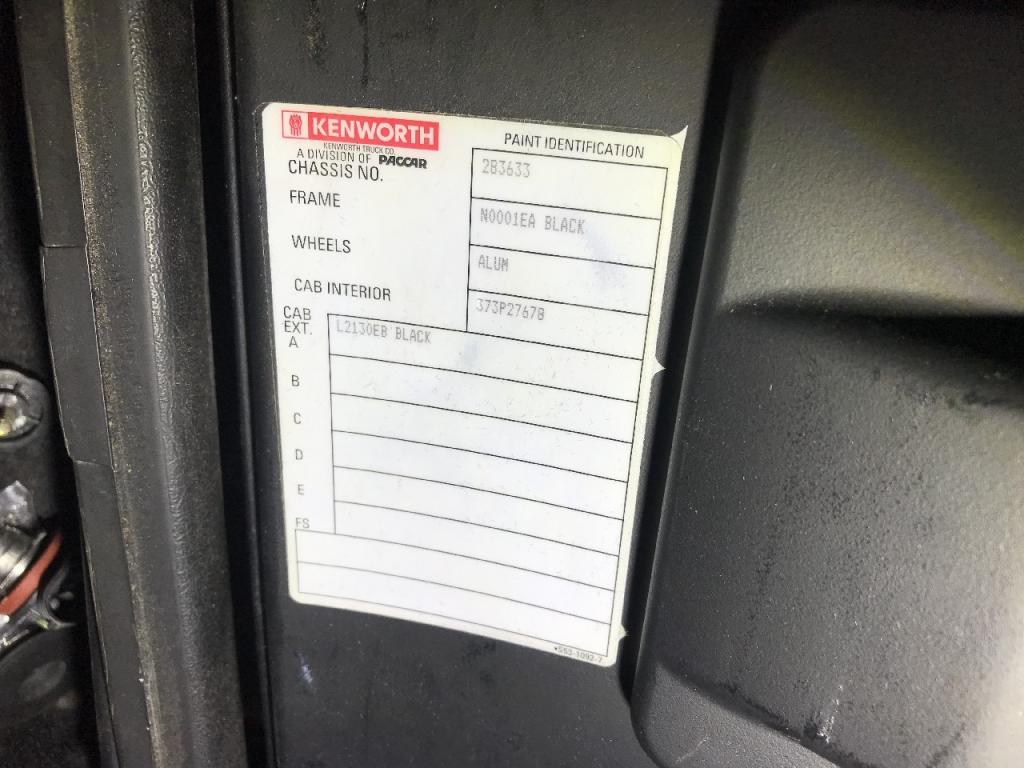 KENWORTH
KENWORTH TRUCK CO.
A DIVISION OF PACCAR
PAINT IDENTIFICATION
CHASSIS NO. 283633
FRAME N0001EA BLACK
WHEELS ALUM
CAB INTERIOR 373P27678
CAB
EXT.
A L2130EB BLACK
B
C
D
E
FS